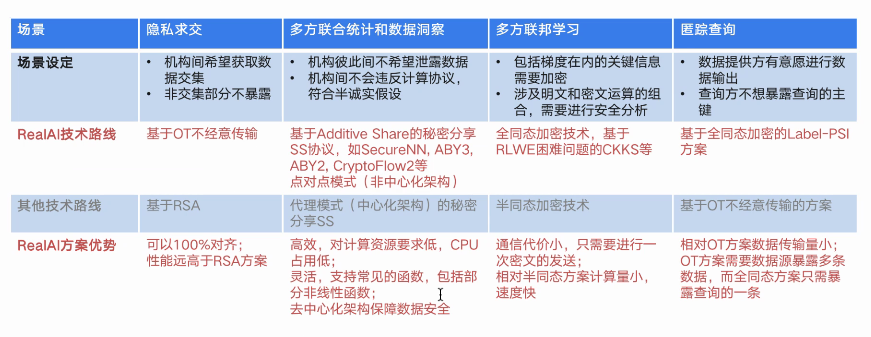 场景
隐私求交
多方联合统计和数据洞察
多方联邦学习
匿踪查询
场景设定
• 机构间希望获取数
据交集
• 非交集部分不暴露
• 机构彼此间不希望泄露数据
• 机构间不会违反计算协议，
符合半诚实假设
• 包括梯度在内的关键信息
需要加密
• 涉及明文和密文运算的组
合，需要进行安全分析
• 数据提供方有意愿进行数
据输出
• 查询方不想暴露查询的主
键
RealAI技术路线
基于OT不经意传输
基于Additive Share的秘密分享
SS协议，如SecureNN, ABY3,
ABY2, CryptoFlow2等
点对点模式（非中心化架构）
全同态加密技术，基于
RLWE困难问题的CKKS等
基于全同态加密的Label-PSI
方案
其他技术路线
基于RSA
代理模式（中心化架构）的秘密
分享SS
半同态加密技术
基于OT不经意传输的方案
RealAI方案优势
可以100%对齐；
性能远高于RSA方案
高效，对计算资源要求低，CPU
占用低；
灵活，支持常见的函数，包括部
分非线性函数；
去中心化架构保障数据安全
通信代价小，只需要进行一
次密文的发送；
相对半同态方案计算量小，
速度快
相对OT方案数据传输量小；
OT方案需要数据源暴露多条
数据，而全同态方案只需暴
露查询的一条